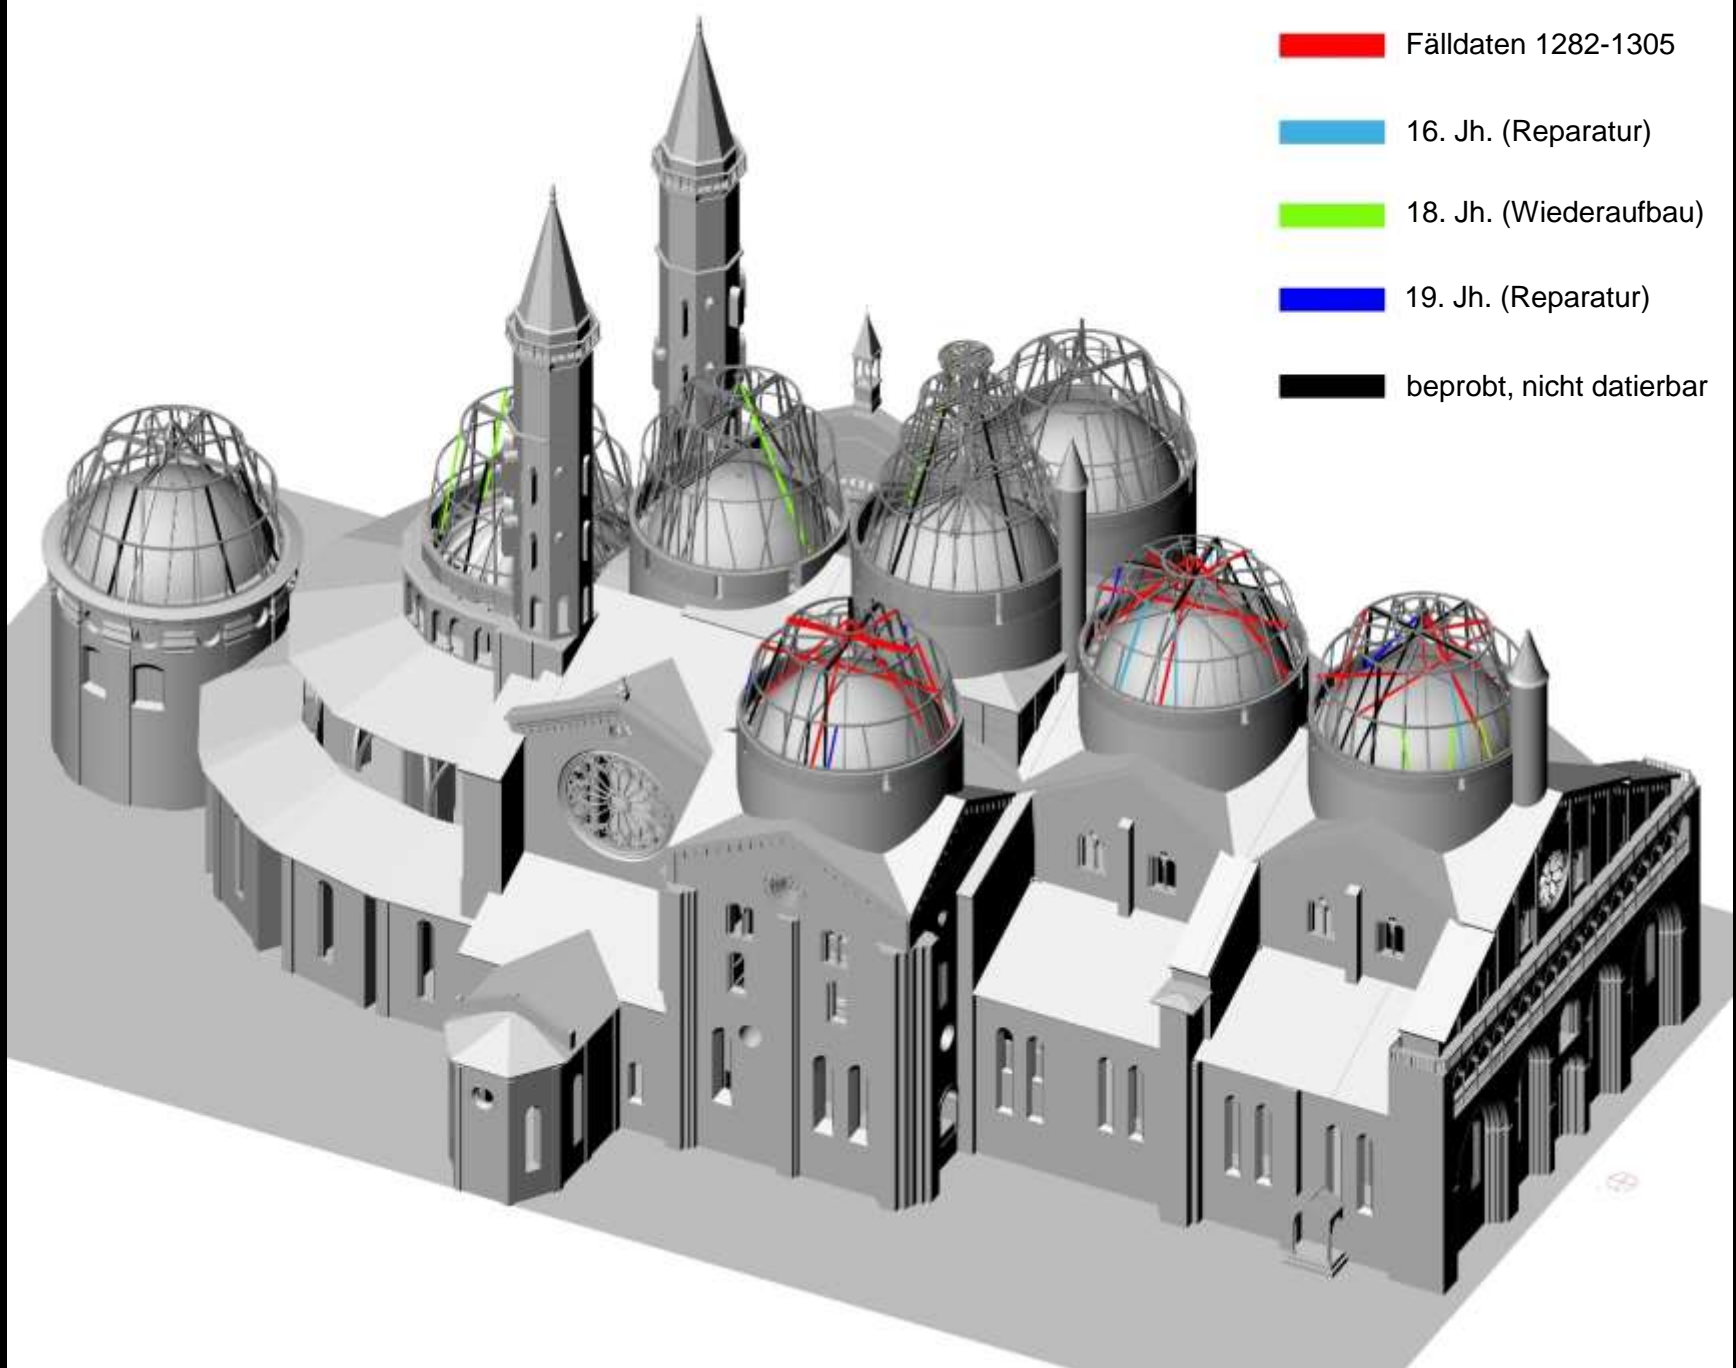 Fälldaten 1282-1305
16. Jh. (Reparatur)
18. Jh. (Wiederaufbau)
19. Jh. (Reparatur)
beprobt, nicht datierbar